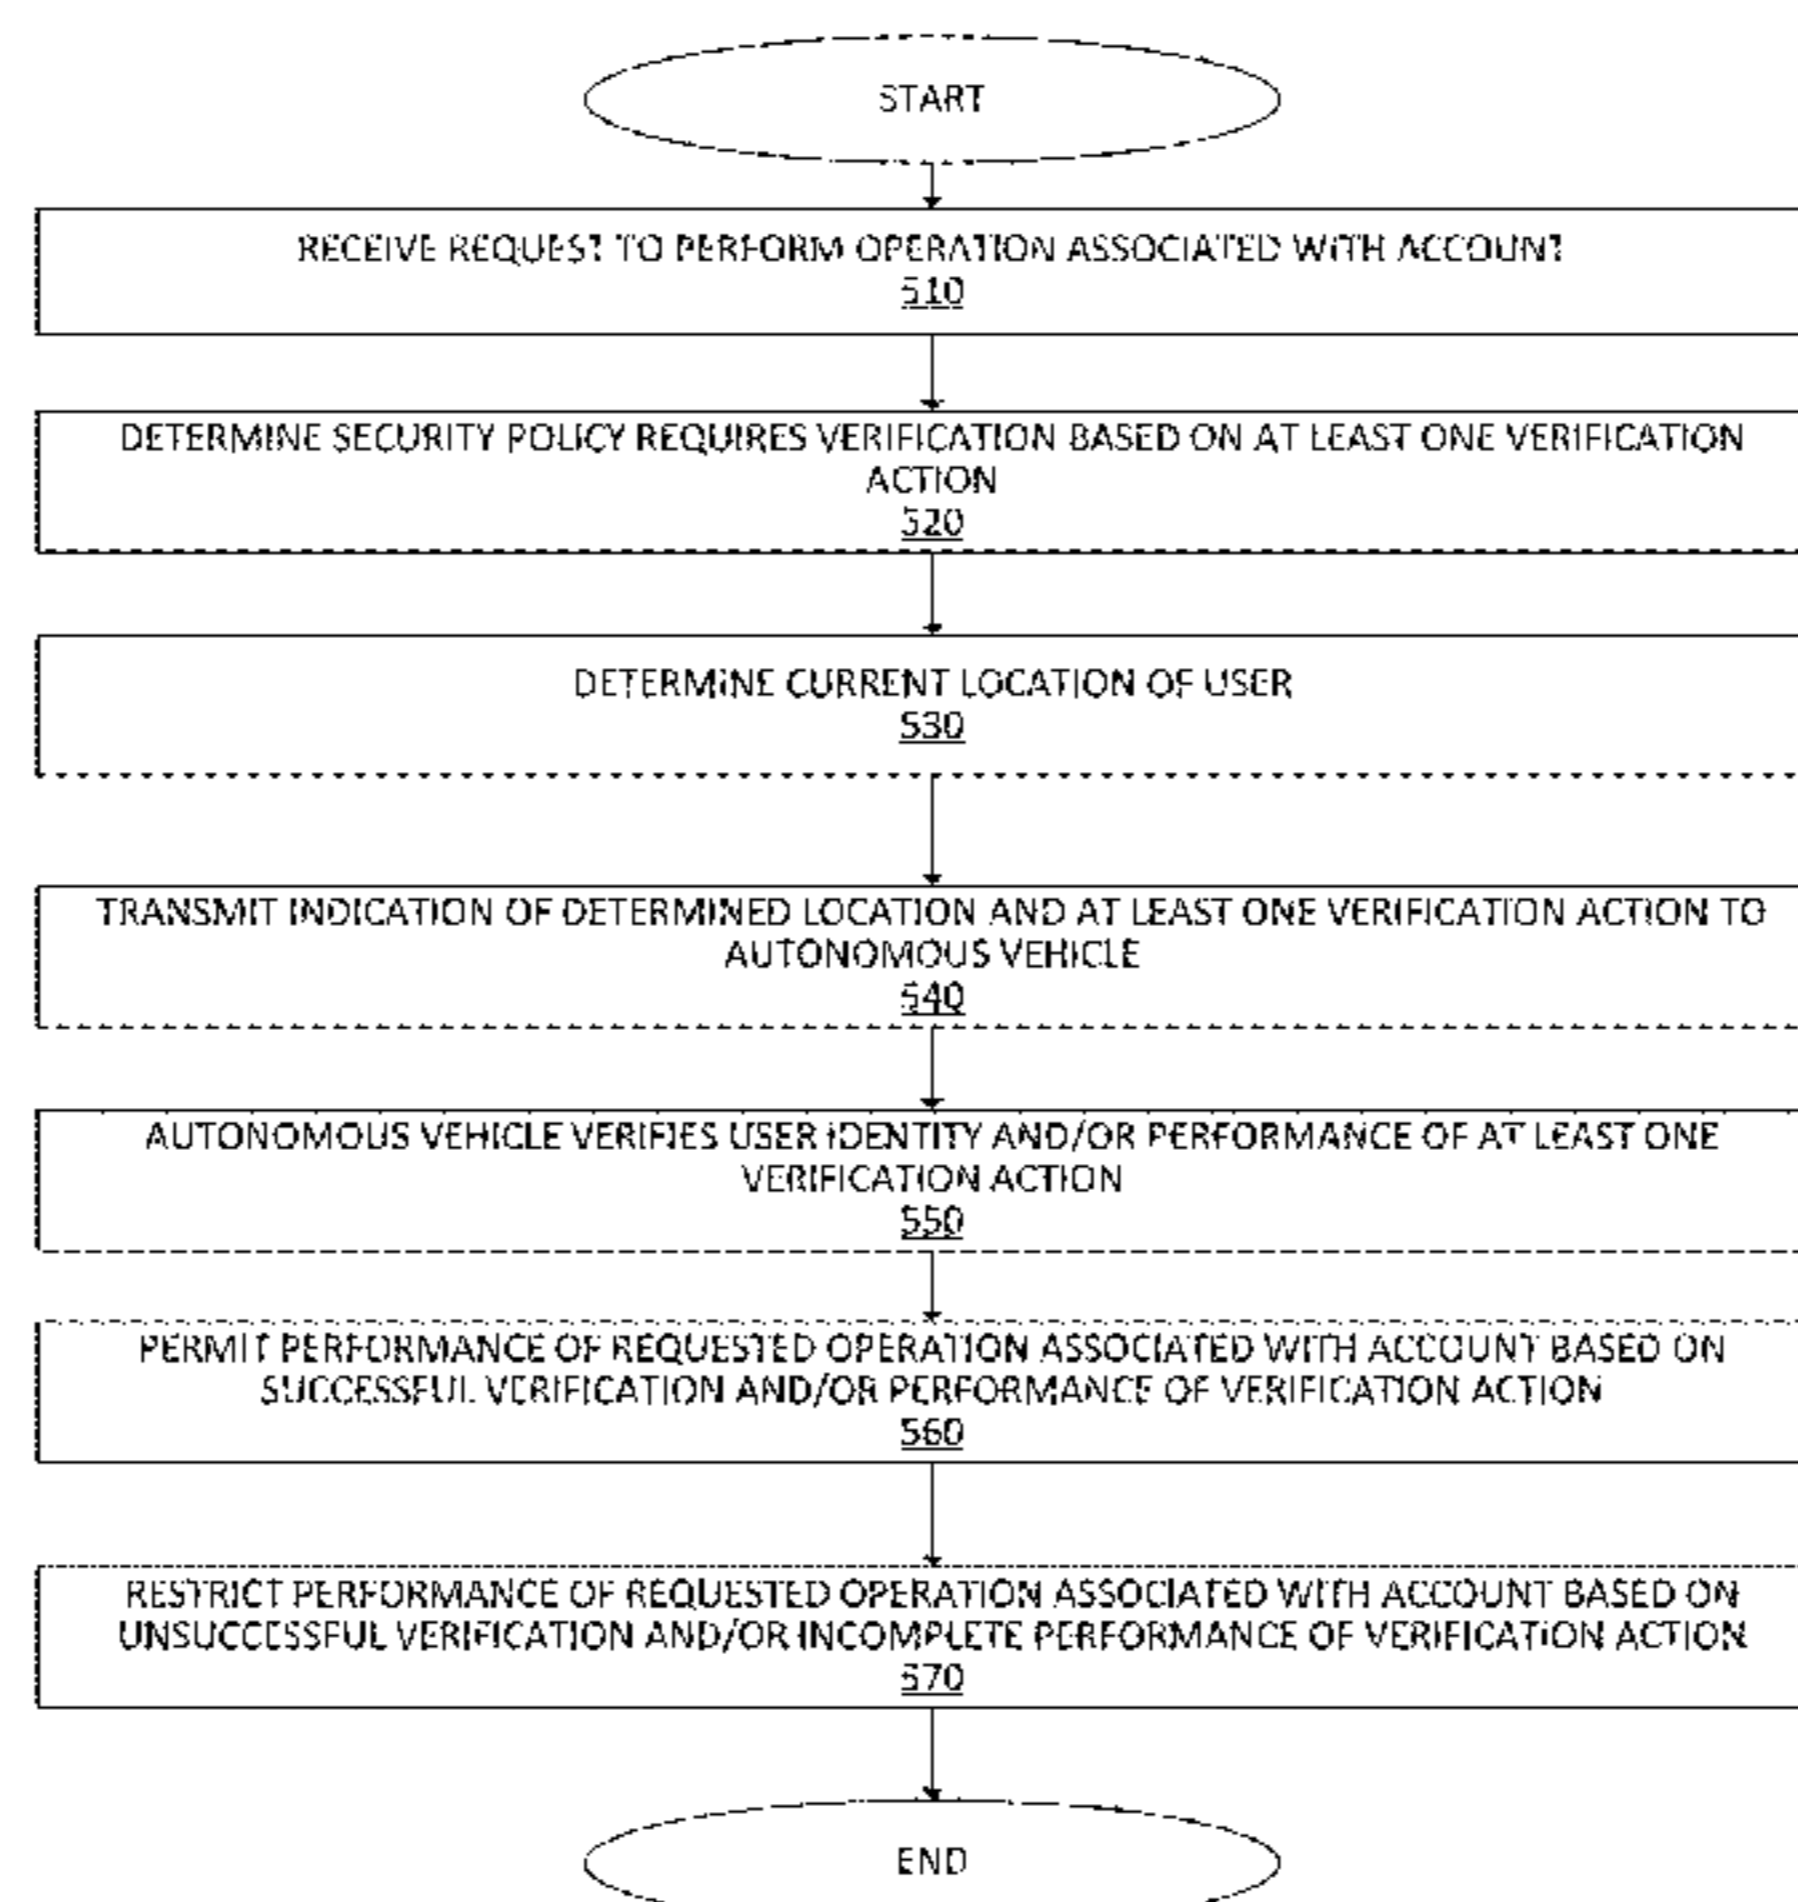 START
RECEIVE REQUEST TO PERFORM OPERATION ASSOCIATED WITH ACCOUNT
510
DETERMINE SECURITY POLICY REQUIRES VERIFICATION BASED ON AT LEAST ONE VERIFICATION
ACTION
520
DETERMINE CURRENT LOCATION OF USER
530
TRANSMIT INDICATION OF DETERMINED LOCATION AND AT LEAST ONE VERIFICATION ACTION TO
AUTONOMOUS VEHICLE
540
AUTONOMOUS VEHICLE VERIFIES USER IDENTITY AND/OR PERFORMANCE OF AT LEAST ONE
VERIFICATION ACTION
550
PERMIT PERFORMANCE OF REQUESTED OPERATION ASSOCIATED WITH ACCOUNT BASED ON
SUCCESSFUL VERIFICATION AND/OR PERFORMANCE OF VERIFICATION ACTION
560
RESTRICT PERFORMANCE OF REQUESTED OPERATION ASSOCIATED WITH ACCOUNT BASED ON
UNSUCCESSFUL VERIFICATION AND/OR INCOMPLETE PERFORMANCE OF VERIFICATION ACTION
570
END